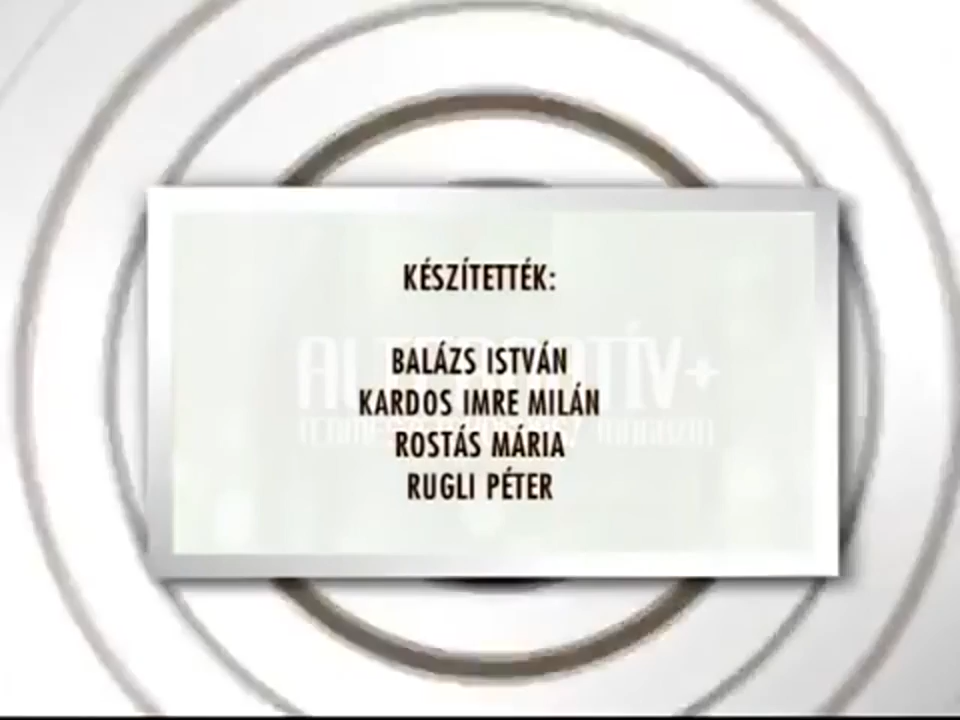 KÉSZÍTETTÉK:
BALÁZS ISTVÁN
KARDOS IMRE MILÁN
ROSTÁS MÁRIA
RUGLI PÉTER